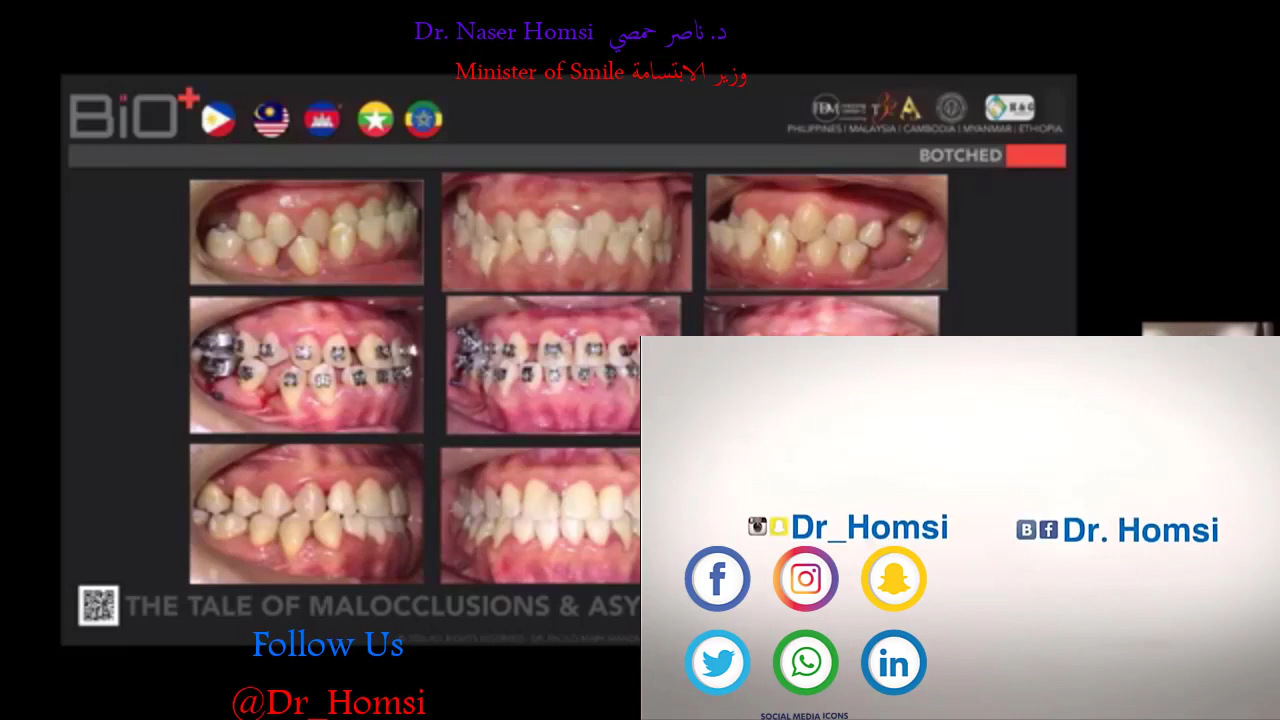 Dr. Naser Homsi د. ناصر حمصي
Minister of Smile وزير الابتسامة
BiO+
PHILIPPINES | MALAYSIA | CAMBODIA | MYANMAR | ETHIOPIA
BOTCHED
THE TALE OF MALOCCLUSIONS & ASY
Follow Us
@Dr_Homsi
Dr_Homsi
Dr. Homsi
SOCIAL MEDIA ICONS